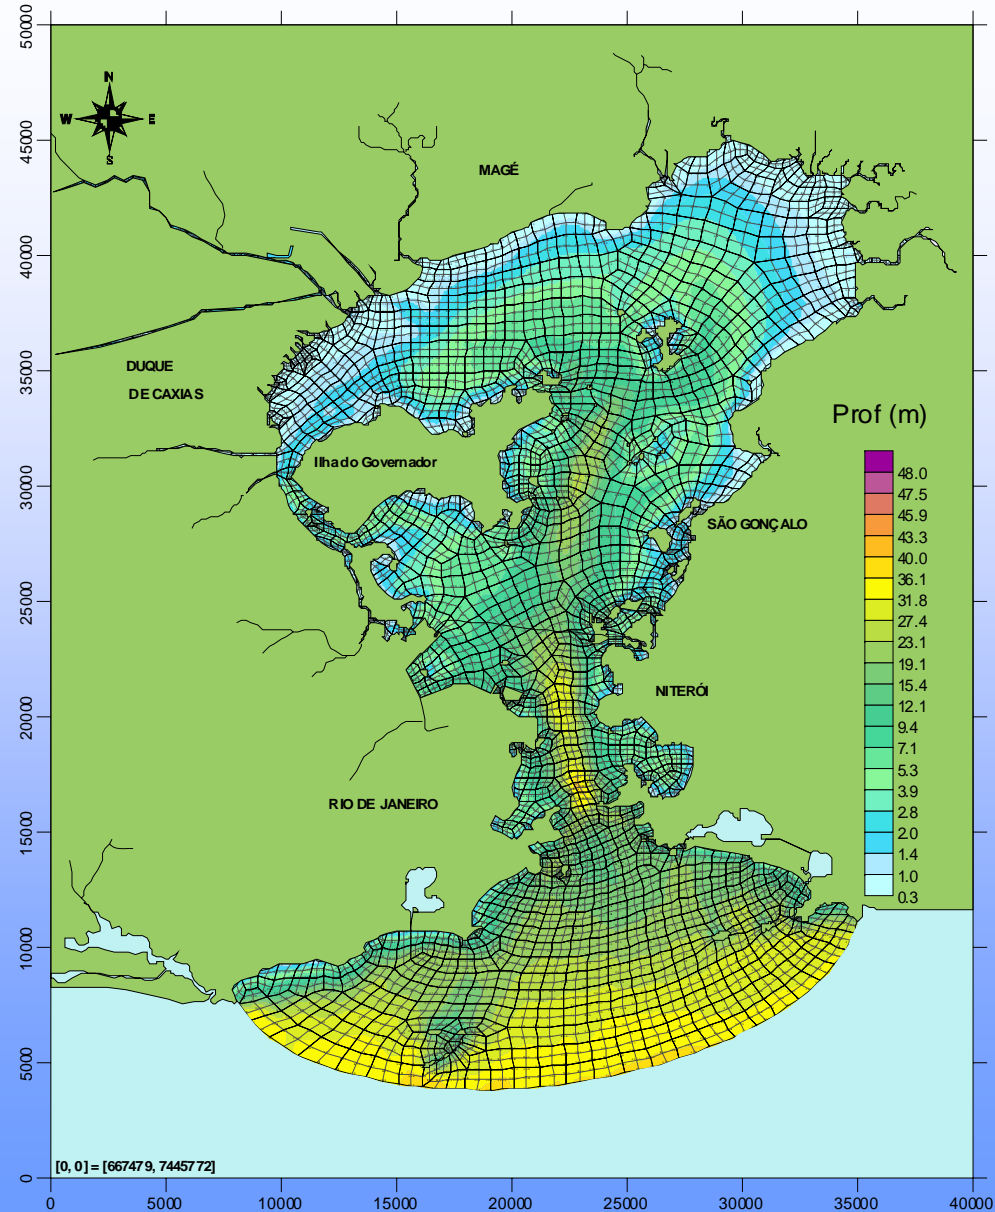 50000
45000
40000
35000
30000
25000
20000
15000
10000
5000
0
N
W
E
S
MAGÉ
DUQUE
DE CAXIAS
Ilha do Governador
SÃO GONÇALO
NITERÓI
RIO DE JANEIRO
Prof (m)
48.0
47.5
45.9
43.3
40.0
36.1
31.8
27.4
23.1
19.1
15.4
12.1
9.4
7.1
5.3
3.9
2.8
2.0
1.4
1.0
0.3
[0, 0] = [667479, 7445772]
0 5000 10000 15000 20000 25000 30000 35000 40000